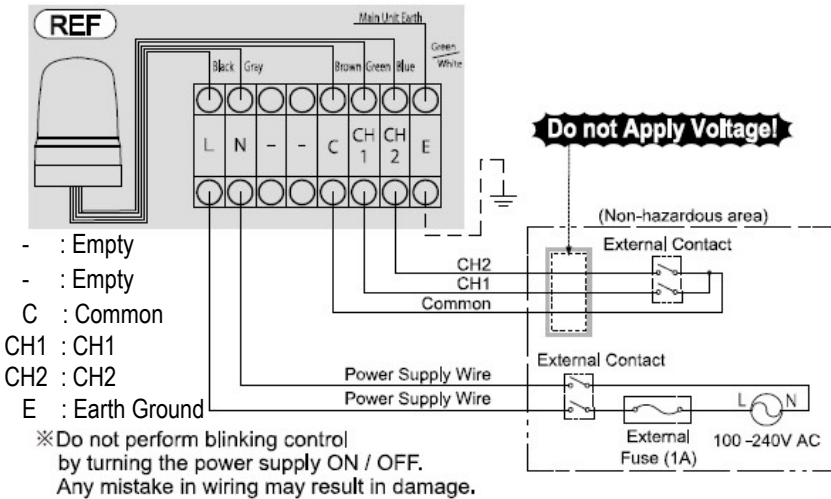 REF
Main Unit Earth
Green
White
Black Gray Brown Green Blue
L N - - C CH 1 CH 2 E
Do not Apply Voltage!
(Non-hazardous area)
External Contact
- : Empty
- : Empty
C : Common
CH1 : CH1
CH2 : CH2
E : Earth Ground
CH2
CH1
Common
External Contact
Power Supply Wire
Power Supply Wire
L N
External
Fuse (1A)
100 –240V AC
※Do not perform blinking control
by turning the power supply ON / OFF.
Any mistake in wiring may result in damage.